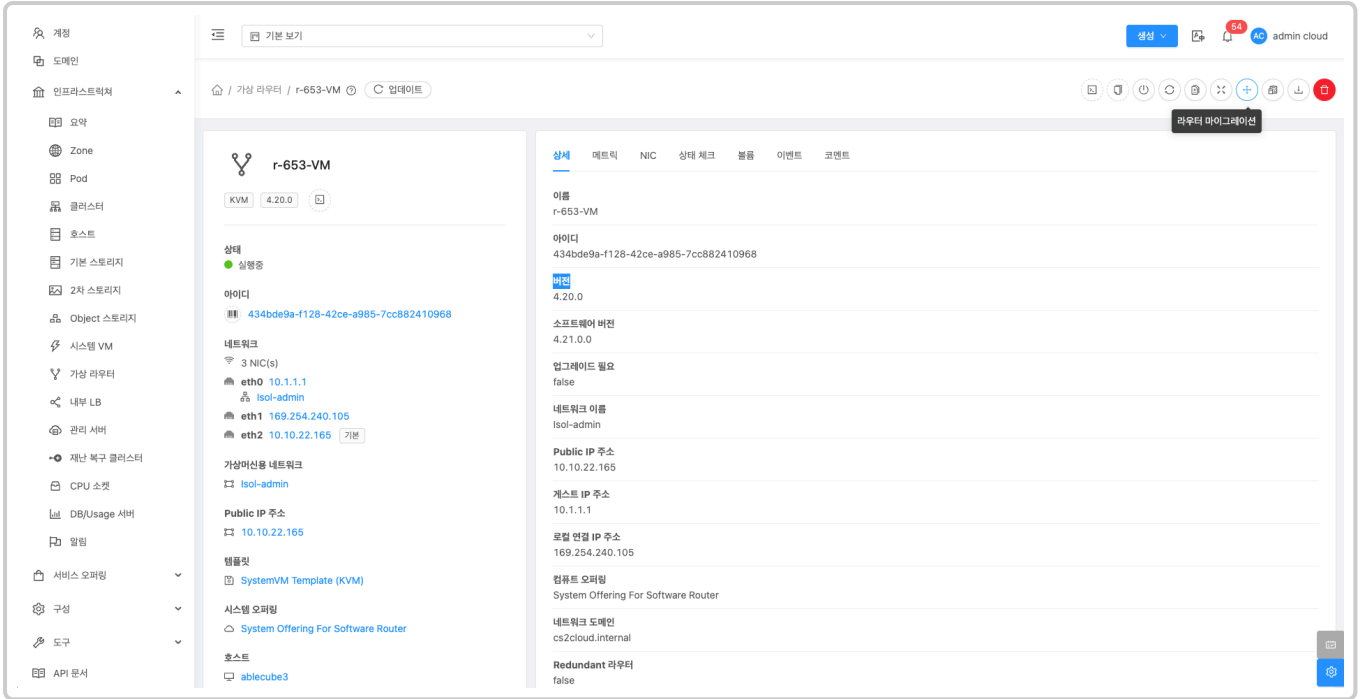 계정
도메인
인프라스트럭쳐
요약
Zone
Pod
클러스터
호스트
기본 스토리지
2차 스토리지
Object 스토리지
시스템 VM
가상 라우터
내부 LB
관리 서버
재난 복구 클러스터
CPU 소켓
DB/Usage 서버
알림
서비스 오퍼링
구성
도구
API 문서
기본 보기
생성
54
AC admin cloud
/ 가상 라우터 / r-653-VM 업데이트
라우터 마이그레이션
r-653-VM
KVM 4.20.0
상태
실행중
아이디
434bde9a-f128-42ce-a985-7cc882410968
네트워크
3 NIC(s)
eth0 10.1.1.1
Isol-admin
eth1 169.254.240.105
eth2 10.10.22.165 기본
가상머신용 네트워크
Isol-admin
Public IP 주소
10.10.22.165
템플릿
SystemVM Template (KVM)
시스템 오퍼링
System Offering For Software Router
호스트
ablecube3
상세 메트릭 NIC 상태 체크 볼륨 이벤트 코멘트
이름
r-653-VM
아이디
434bde9a-f128-42ce-a985-7cc882410968
버전
4.20.0
소프트웨어 버전
4.21.0.0
업그레이드 필요
false
네트워크 이름
Isol-admin
Public IP 주소
10.10.22.165
게스트 IP 주소
10.1.1.1
로컬 연결 IP 주소
169.254.240.105
컴퓨트 오퍼링
System Offering For Software Router
네트워크 도메인
cs2cloud.internal
Redundant 라우터
false